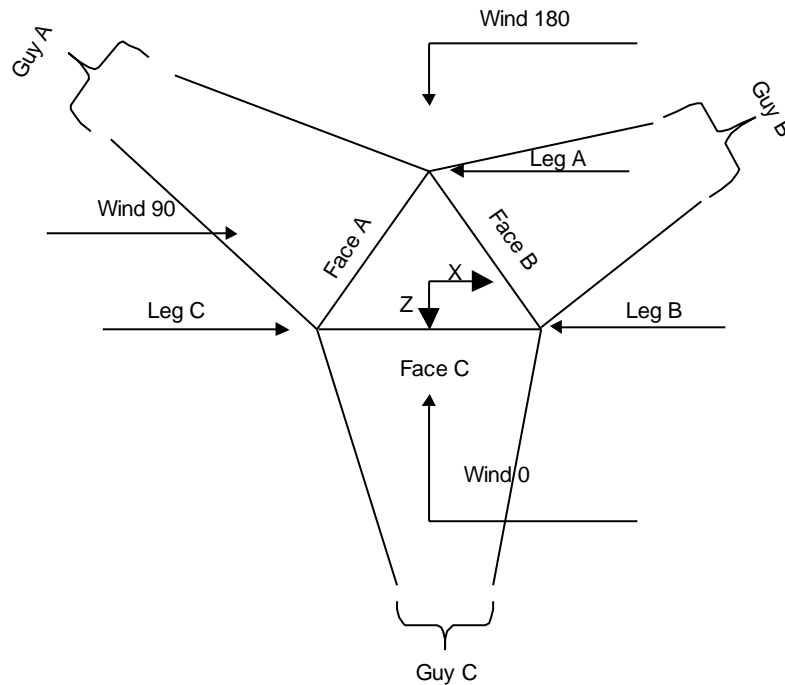 Wind 180
Guy A
Guy B
Leg A
Wind 90
Face A
Face B
X
Z
Leg C
Leg B
Face C
Wind 0
Guy C